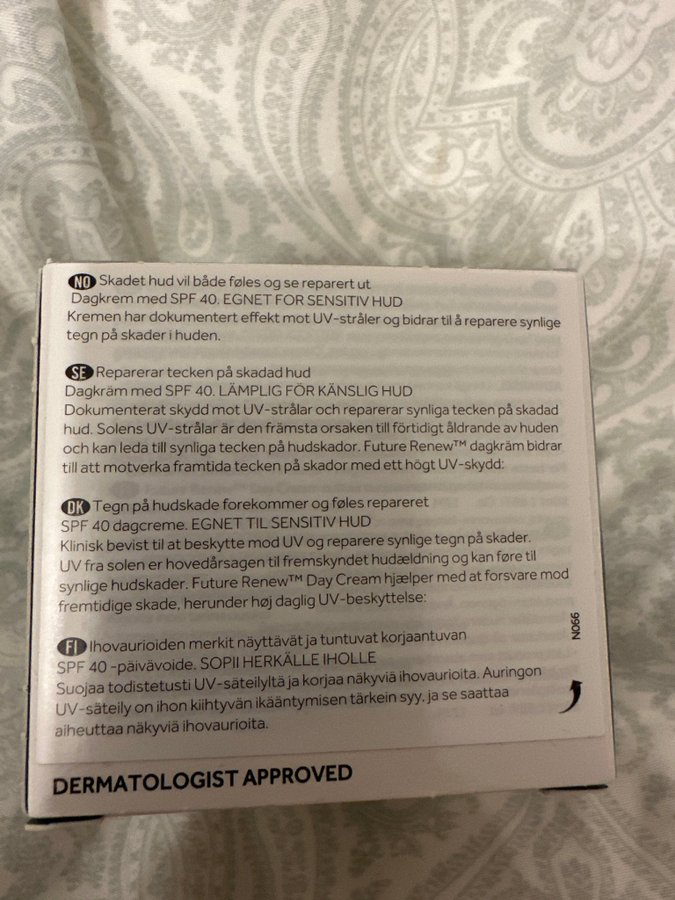 NO Skadet hud vil både føles og se reparert ut
Dagkrem med SPF 40. EGNET FOR SENSITIV HUD
Kremen har dokumentert effekt mot UV-stråler og bidrar til å reparere synlige
tegn på skader i huden.
SE Reparerar tecken på skadad hud
Dagkräm med SPF 40. LÄMPLIG FÖR KÄNSLIG HUD
Dokumenterat skydd mot UV-strålar och reparerar synliga tecken på skadad
hud. Solens UV-strålar är den främsta orsaken till förtidigt åldrande av huden
och kan leda till synliga tecken på hudskador. Future Renew™ dagkräm bidrar
till att motverka framtida tecken på skador med ett högt UV-skydd:
DK Tegn på hudskade forekommer og føles repareret
SPF 40 dagcreme. EGNET TIL SENSITIV HUD
Klinisk bevist til at beskytte mod UV og reparere synlige tegn på skader.
UV fra solen er hovedårsagen til fremskyndet hudældning og kan føre til
synlige hudskader. Future Renew™ Day Cream hjælper med at forsvare mod
fremtidige skade, herunder høj daglig UV-beskyttelse:
FI Ihovaurioiden merkit näyttävät ja tuntuvat korjaantuvan
SPF 40 -päivävoide. SOPII HERKÄLLE IHOLLE
Suojaa todistetusti UV-säteilyltä ja korjaa näkyviä ihovaurioita. Auringon
UV-säteily on ihon kiihtyvän ikääntymisen tärkein syy, ja se saattaa
aiheuttaa näkyviä ihovaurioita.
N066
DERMATOLOGIST APPROVED